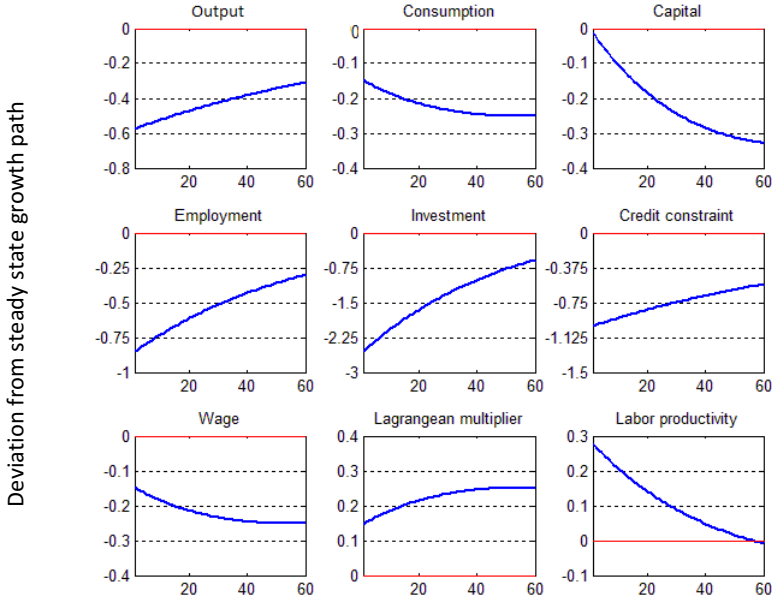 Deviation from steady state growth path
Output
0
-0.2
-0.4
-0.6
-0.8
20 40 60
Consumption
0
-0.1
-0.2
-0.3
-0.4
20 40 60
Capital
0
-0.1
-0.2
-0.3
-0.4
20 40 60
Employment
0
-0.25
-0.5
-0.75
-1
20 40 60
Investment
0
-0.75
-1.5
-2.25
-3
20 40 60
Credit constraint
0
-0.375
-0.75
-1.125
-1.5
20 40 60
Wage
0
-0.1
-0.2
-0.3
-0.4
20 40 60
Lagrangean multiplier
0.4
0.3
0.2
0.1
0
20 40 60
Labor productivity
0.3
0.2
0.1
0
-0.1
20 40 60